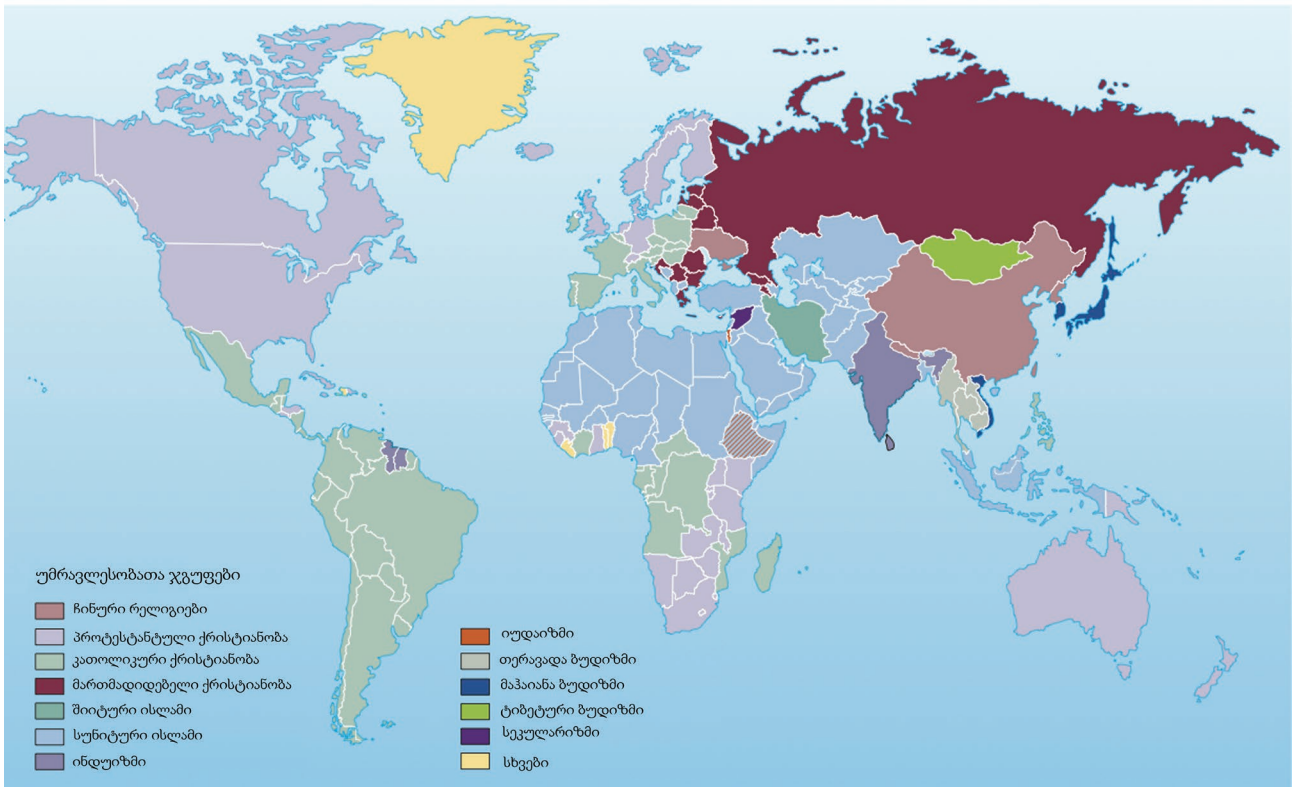 უმრავლესობათა ჯგუფები
ჩინური რელიგიები
პროტესტანტული ქრისტიანობა
კათოლიკური ქრისტიანობა
მართმადიდებელი ქრისტიანობა
შიიტური ისლამი
სუნიტური ისლამი
ინდუიზმი
იუდაიზმი
თერავადა ბუდიზმი
მაჰაიანა ბუდიზმი
ტიბეტური ბუდიზმი
სეკულარიზმი
სხვები